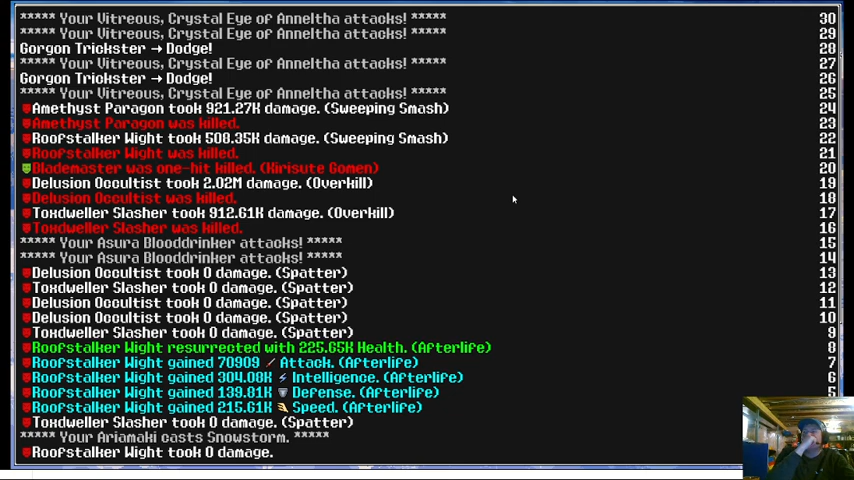 ***** Your Vitreous, Crystal Eye of Anneltha attacks! ***** 30
***** Your Vitreous, Crystal Eye of Anneltha attacks! ***** 29
Gorgon Trickster → Dodge! 28
***** Your Vitreous, Crystal Eye of Anneltha attacks! ***** 27
Gorgon Trickster → Dodge! 26
***** Your Vitreous, Crystal Eye of Anneltha attacks! ***** 25
Amethyst Paragon took 921.27K damage. (Sweeping Smash) 24
Amethyst Paragon was killed. 23
Roofstalker Wight took 508.35K damage. (Sweeping Smash) 22
Roofstalker Wight was killed. 21
Blademaster was one-hit killed. (Kirisute Gomen) 20
Delusion Occultist took 2.02M damage. (Overkill) 19
Delusion Occultist was killed. 18
Toxdweller Slasher took 912.61K damage. (Overkill) 17
Toxdweller Slasher was killed. 16
***** Your Asura Blooddrinker attacks! ***** 15
***** Your Asura Blooddrinker attacks! ***** 14
Delusion Occultist took 0 damage. (Spatter) 13
Toxdweller Slasher took 0 damage. (Spatter) 12
Delusion Occultist took 0 damage. (Spatter) 11
Delusion Occultist took 0 damage. (Spatter) 10
Toxdweller Slasher took 0 damage. (Spatter) 9
Roofstalker Wight resurrected with 225.65K Health. (Afterlife) 8
Roofstalker Wight gained 70909 Attack. (Afterlife) 7
Roofstalker Wight gained 304.08K Intelligence. (Afterlife) 6
Roofstalker Wight gained 139.81K Defense. (Afterlife) 5
Roofstalker Wight gained 215.61K Speed. (Afterlife)
Toxdweller Slasher took 0 damage. (Spatter)
***** Your Ariamaki casts Snowstorm. *****
Roofstalker Wight took 0 damage.